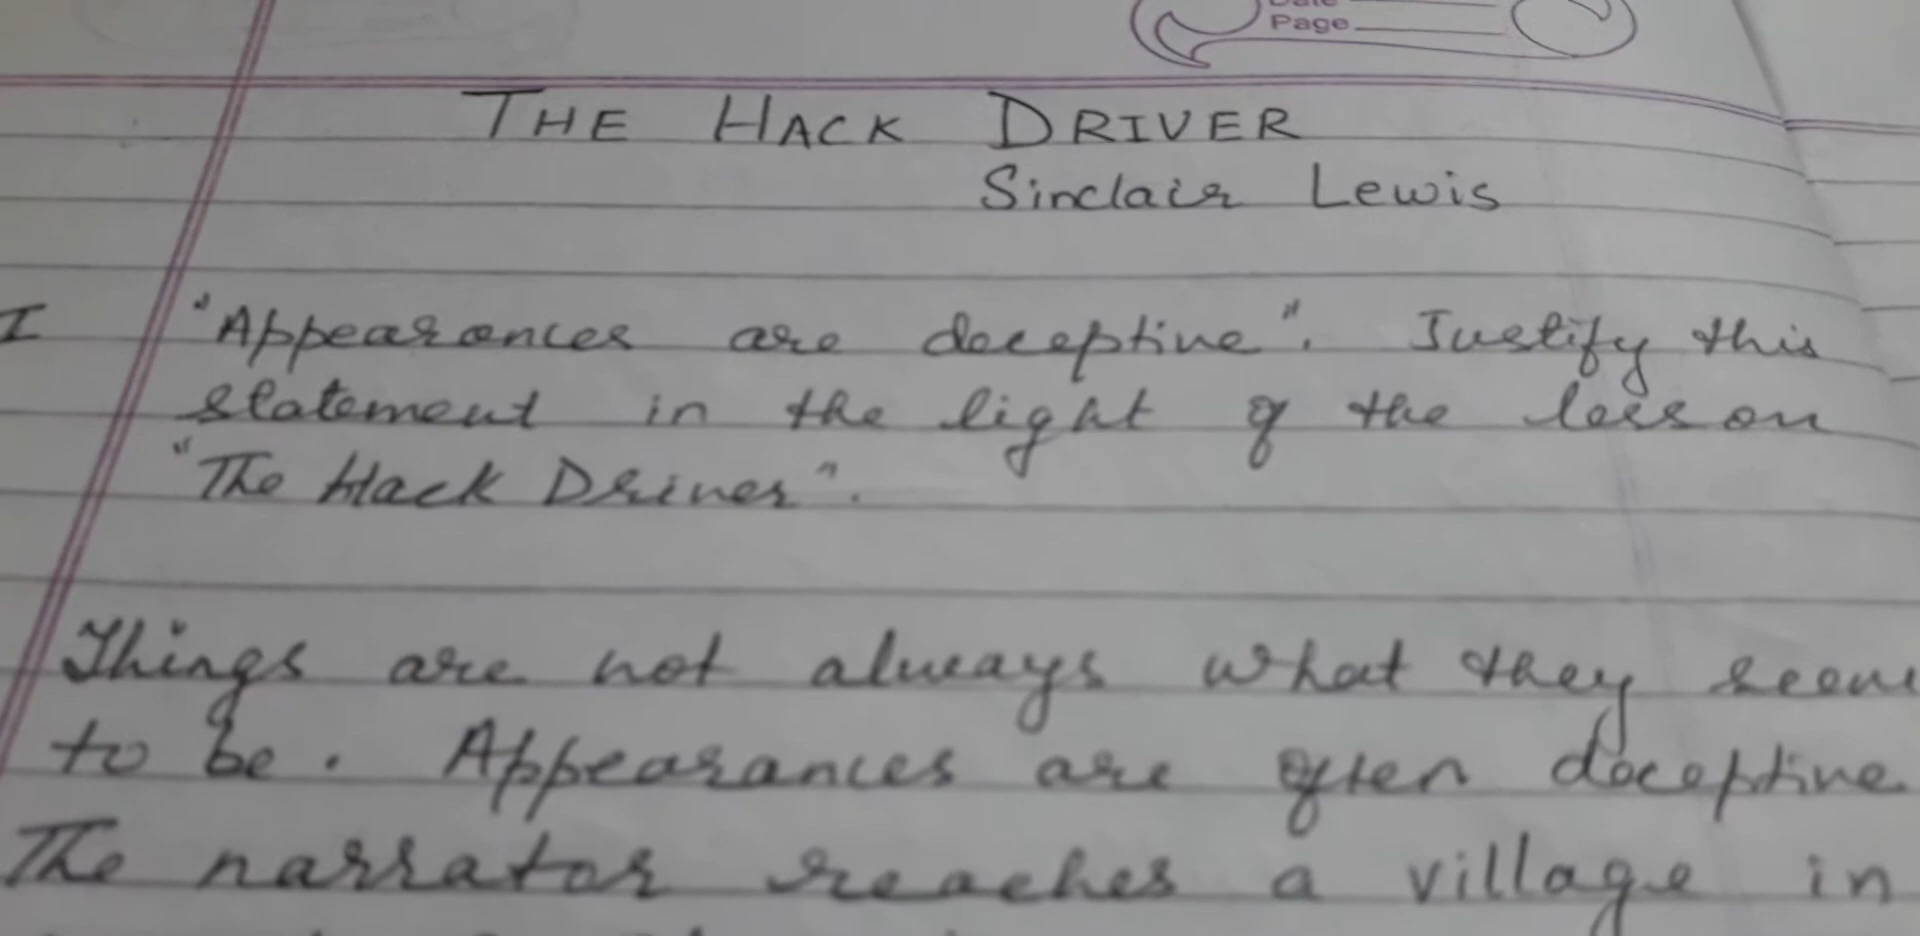 Date
Page
THE HACK DRIVER
Sinclair Lewis
I "Appearances are deceptive". Justify this
statement in the light of the lesson
"The Hack Driver".
Things are not always what they seem
to be. Appearances are often deceptive
The narrator reaches a village in